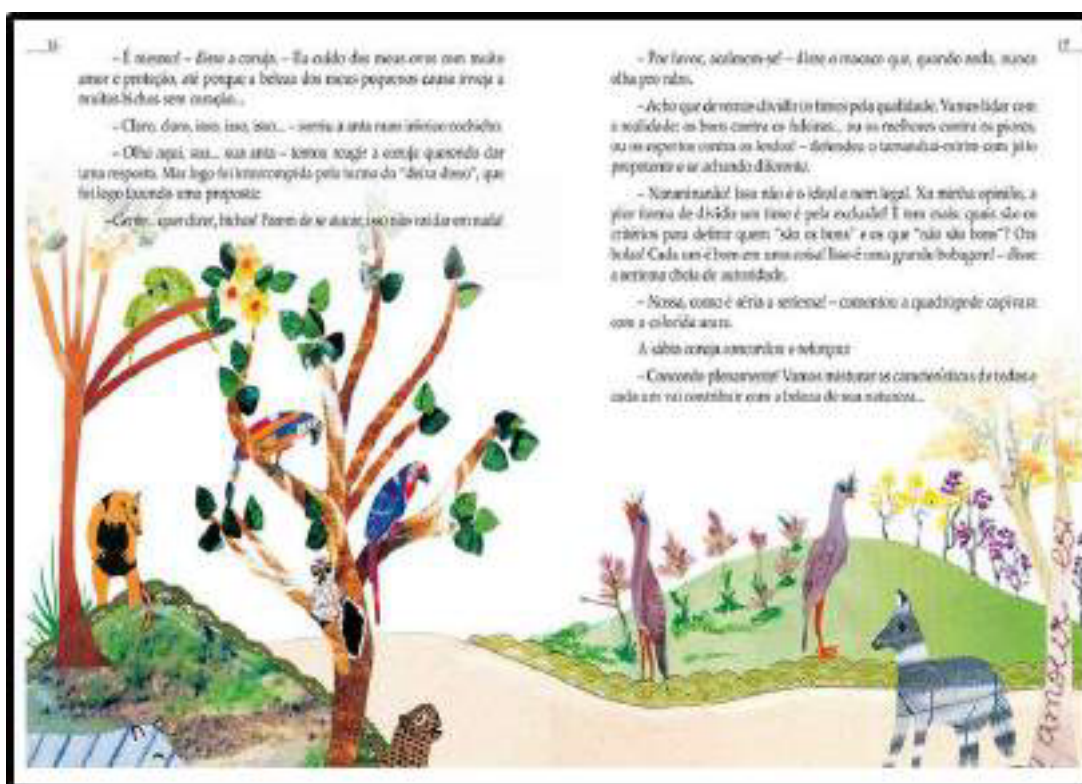 16
– É mesmo! – disse a coruja. – Eu cuido dos meus ovos com muito
amor e proteção, até porque a beleza dos meus pequenos causa inveja a
muitos bichos sem coração...
– Claro, claro, isso, isso, isso... – sorriu a anta num irônico cochicho.
– Olha aqui, sua... sua anta – tentou reagir a coruja querendo dar
uma resposta. Mas logo foi interrompida pela turma do "deixa disso", que
foi logo fazendo uma proposta:
– Gente... quer dizer, bichos! Parem de se atacar, isso não vai dar em nada!
17
– Por favor, acalmem-se! – disse o macaco que, quando anda, nunca
olha pro rabo.
– Acho que devemos dividir os times pela qualidade. Vamos lidar com
a realidade: os bons contra os ou os melhores contra os piores,
ou os espertos contra os lerdos! – defendeu o tamanduá-mirim com jeito
prepotente e se achando diferente.
– Isso não é o ideal e nem legal. Na minha opinião, a
pior forma de dividir um time é pela exclusão! E tem mais: quais são os
critérios para definir quem "são os bons" e os que "não são bons"? Ora
bolas! Cada um é bom em uma coisa! Isso é uma grande bobagem! – disse
a seriema cheia de autoridade.
– Nossa, como é séria a seriema! – comentou a quadrúpede capivara
com a colorida arara.
A sábia coruja concordou e
– Concordo plenamente! Vamos misturar as características de todos e
cada um vai contribuir com a beleza de sua natureza...